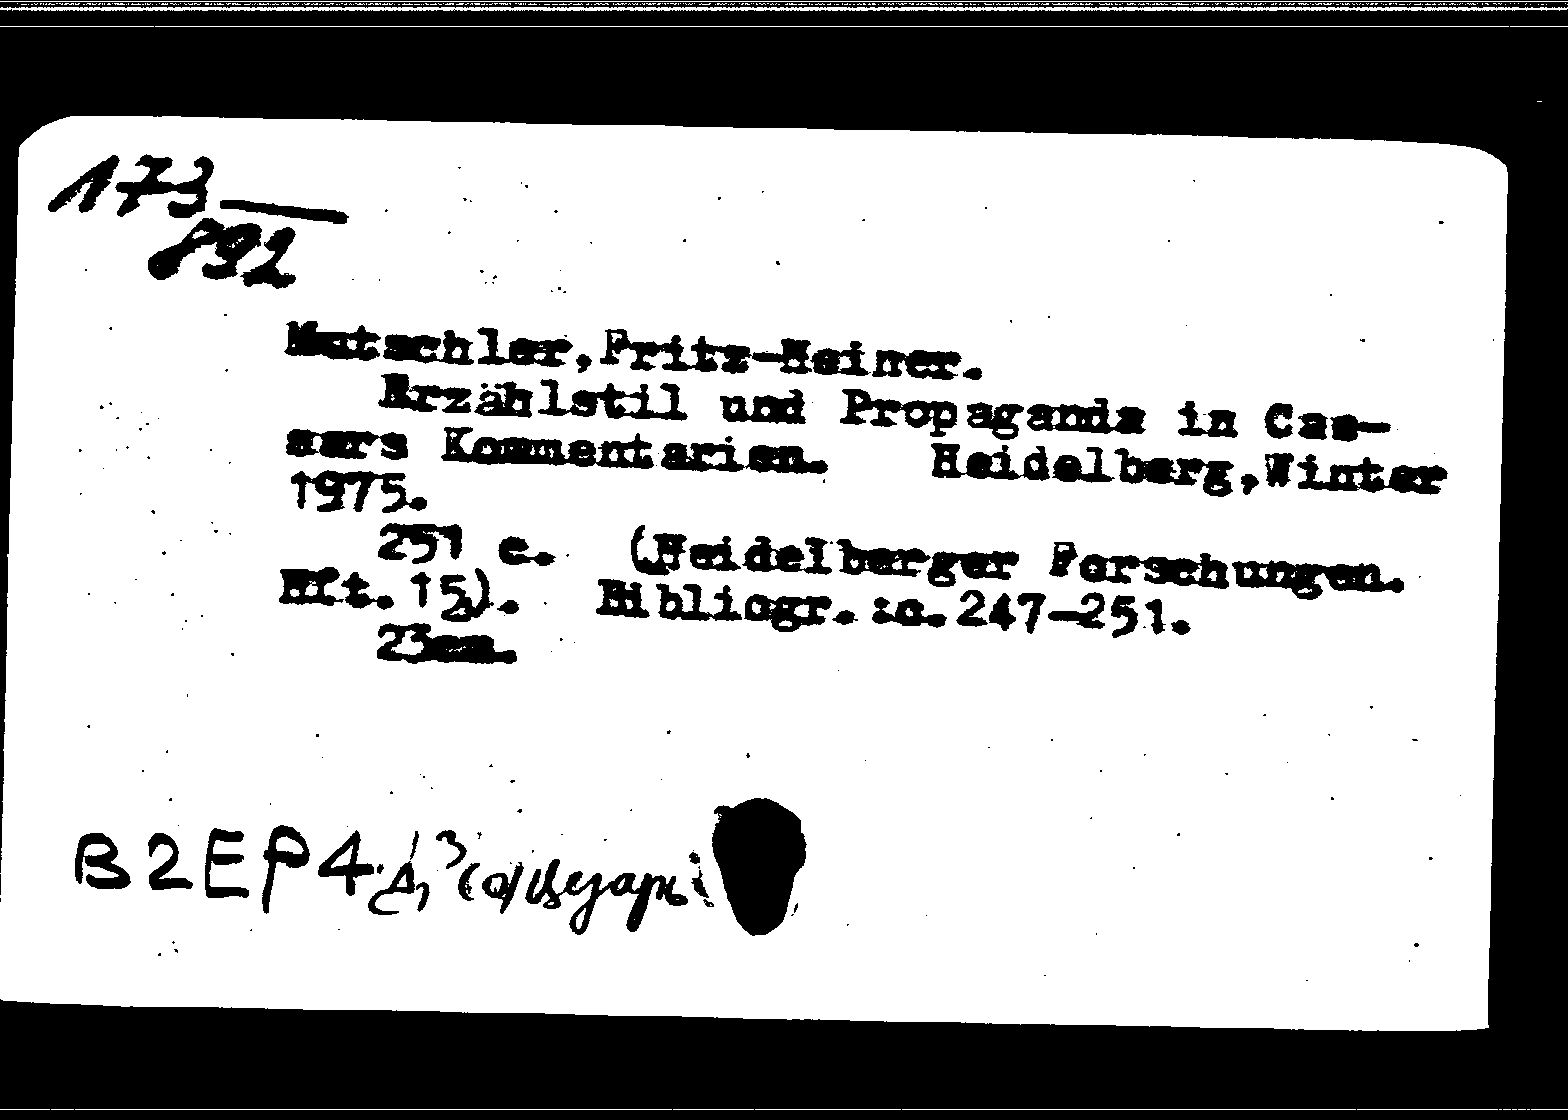 173
892
Mutschler,Fritz-Heiner.
Erzählstil und Propaganda in Cae-
sars Kommentarien. Heidelberg,Winter
1975.
251 c. (Heidelberger Forschungen.
Hft.15). Bibliogr.:c.247-251.
23cm.
B2EP4 (о) Цезарь